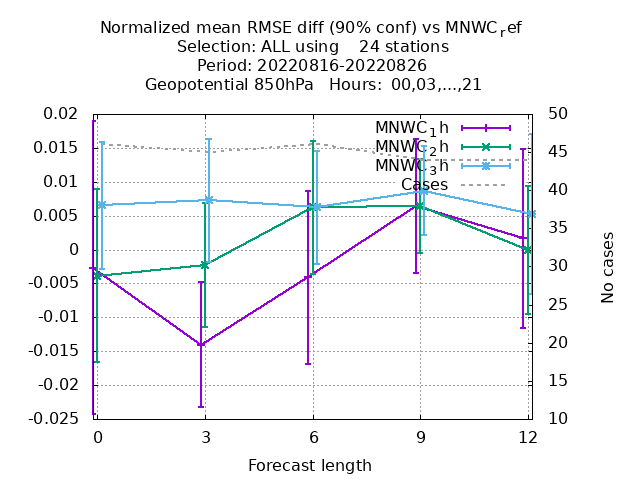 Normalized mean RMSE diff (90% conf) vs MNWC_ref
Selection: ALL using 24 stations
Period: 20220816-20220826
Geopotential 850hPa Hours: 00,03,...,21
0.02
0.015
0.01
0.005
0
-0.005
-0.01
-0.015
-0.02
-0.025
50
45
40
35
30
25
20
15
10
MNWC_1h
MNWC_2h
MNWC_3h
Cases
No cases
0 3 6 9 12
Forecast length